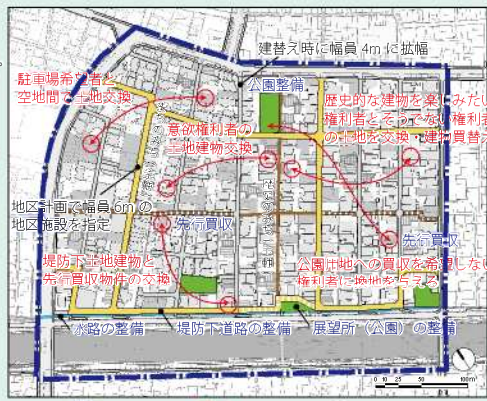 建替え時に幅員 4m に拡幅
駐車場希望者と
空地間で土地交換
公園整備
歴史的な建物を楽しみたい
権利者とそうでない権利者
の土地を交換・建物買替え
意欲権利者の
土地建物交換
地区計画で幅員 6m の
地区施設を指定
先行買収
先行買収
堤防下土地建物と
先行買収物件の交換
公園用地への買収を希望しない
権利者に換地を与える
水路の整備
堤防下道路の整備
展望所（公園）の整備
0 10 25 50 100m